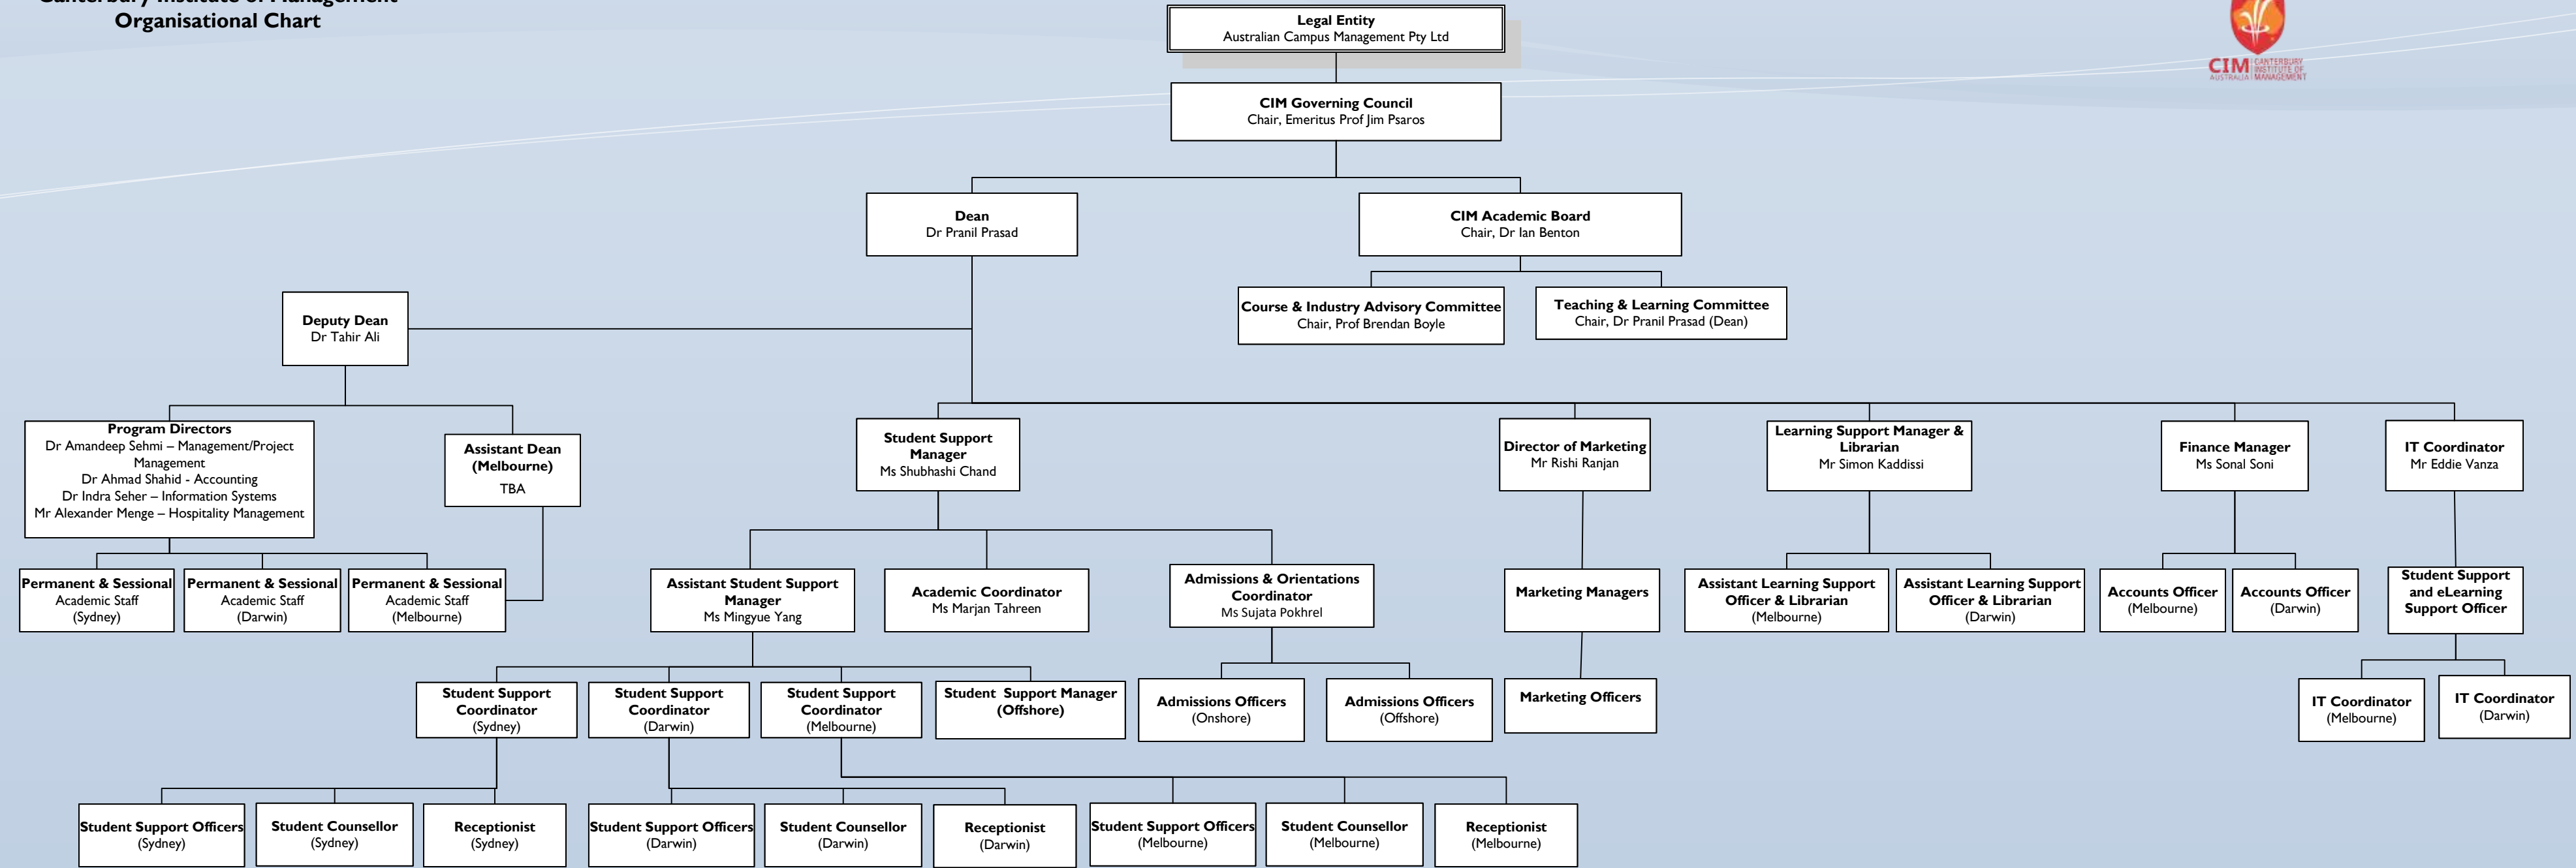 Canterbury Institute of Management
Organisational Chart
Legal Entity
Australian Campus Management Pty Ltd
CIM
AUSTRALIA
CANTERBURY
INSTITUTE OF
MANAGEMENT
CIM Governing Council
Chair, Emeritus Prof Jim Psaros
Dean
Dr Pranil Prasad
CIM Academic Board
Chair, Dr Ian Benton
Course & Industry Advisory Committee
Chair, Prof Brendan Boyle
Teaching & Learning Committee
Chair, Dr Pranil Prasad (Dean)
Deputy Dean
Dr Tahir Ali
Program Directors
Dr Amandeep Sehmi – Management/Project
Management
Dr Ahmad Shahid - Accounting
Dr Indra Seher – Information Systems
Mr Alexander Menge – Hospitality Management
Assistant Dean
(Melbourne)
TBA
Student Support
Manager
Ms Shubhashi Chand
Director of Marketing
Mr Rishi Ranjan
Learning Support Manager &
Librarian
Mr Simon Kaddissi
Finance Manager
Ms Sonal Soni
IT Coordinator
Mr Eddie Vanza
Permanent & Sessional
Academic Staff
(Sydney)
Permanent & Sessional
Academic Staff
(Darwin)
Permanent & Sessional
Academic Staff
(Melbourne)
Assistant Student Support
Manager
Ms Mingyue Yang
Academic Coordinator
Ms Marjan Tahreen
Admissions & Orientations
Coordinator
Ms Sujata Pokhrel
Marketing Managers
Assistant Learning Support
Officer & Librarian
(Melbourne)
Assistant Learning Support
Officer & Librarian
(Darwin)
Accounts Officer
(Melbourne)
Accounts Officer
(Darwin)
Student Support
and eLearning
Support Officer
Student Support
Coordinator
(Sydney)
Student Support
Coordinator
(Darwin)
Student Support
Coordinator
(Melbourne)
Student  Support Manager
(Offshore)
Admissions Officers
(Onshore)
Admissions Officers
(Offshore)
Marketing Officers
IT Coordinator
(Melbourne)
IT Coordinator
(Darwin)
Student Support Officers
(Sydney)
Student Counsellor
(Sydney)
Receptionist
(Sydney)
Student Support Officers
(Darwin)
Student Counsellor
(Darwin)
Receptionist
(Darwin)
Student Support Officers
(Melbourne)
Student Counsellor
(Melbourne)
Receptionist
(Melbourne)